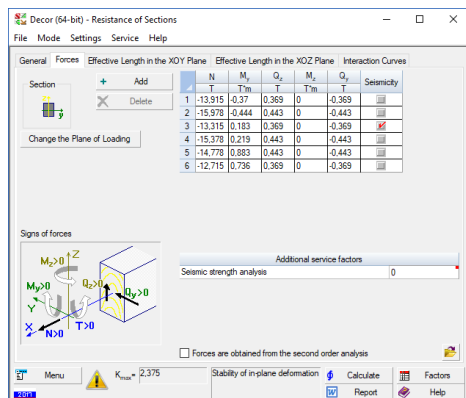 Decor (64-bit) - Resistance of Sections
File Mode Settings Service Help
General Forces Effective Length in the XOY Plane Effective Length in the XOZ Plane Interaction Curves
Section
y
+ Add
Delete
Change the Plane of Loading
N My Qz Mz Qy Seismicity
T T*m T T*m T
1 -13,915 -0,37 0,369 0 -0,369
2 -15,978 -0,444 0,443 0 -0,443
3 -13,315 0,183 0,369 0 -0,369
4 -15,378 0,219 0,443 0 -0,443
5 -14,778 0,883 0,443 0 -0,443
6 -12,715 0,736 0,369 0 -0,369
Signs of forces
Mz>0 Z
My>0 Qz>0 Qy>0
Y
X N>0 T>0
Additional service factors
Seismic strength analysis 0
Forces are obtained from the second order analysis
Menu Kmax= 2,375 Stability of in-plane deformation Calculate Factors
Report Help
2017